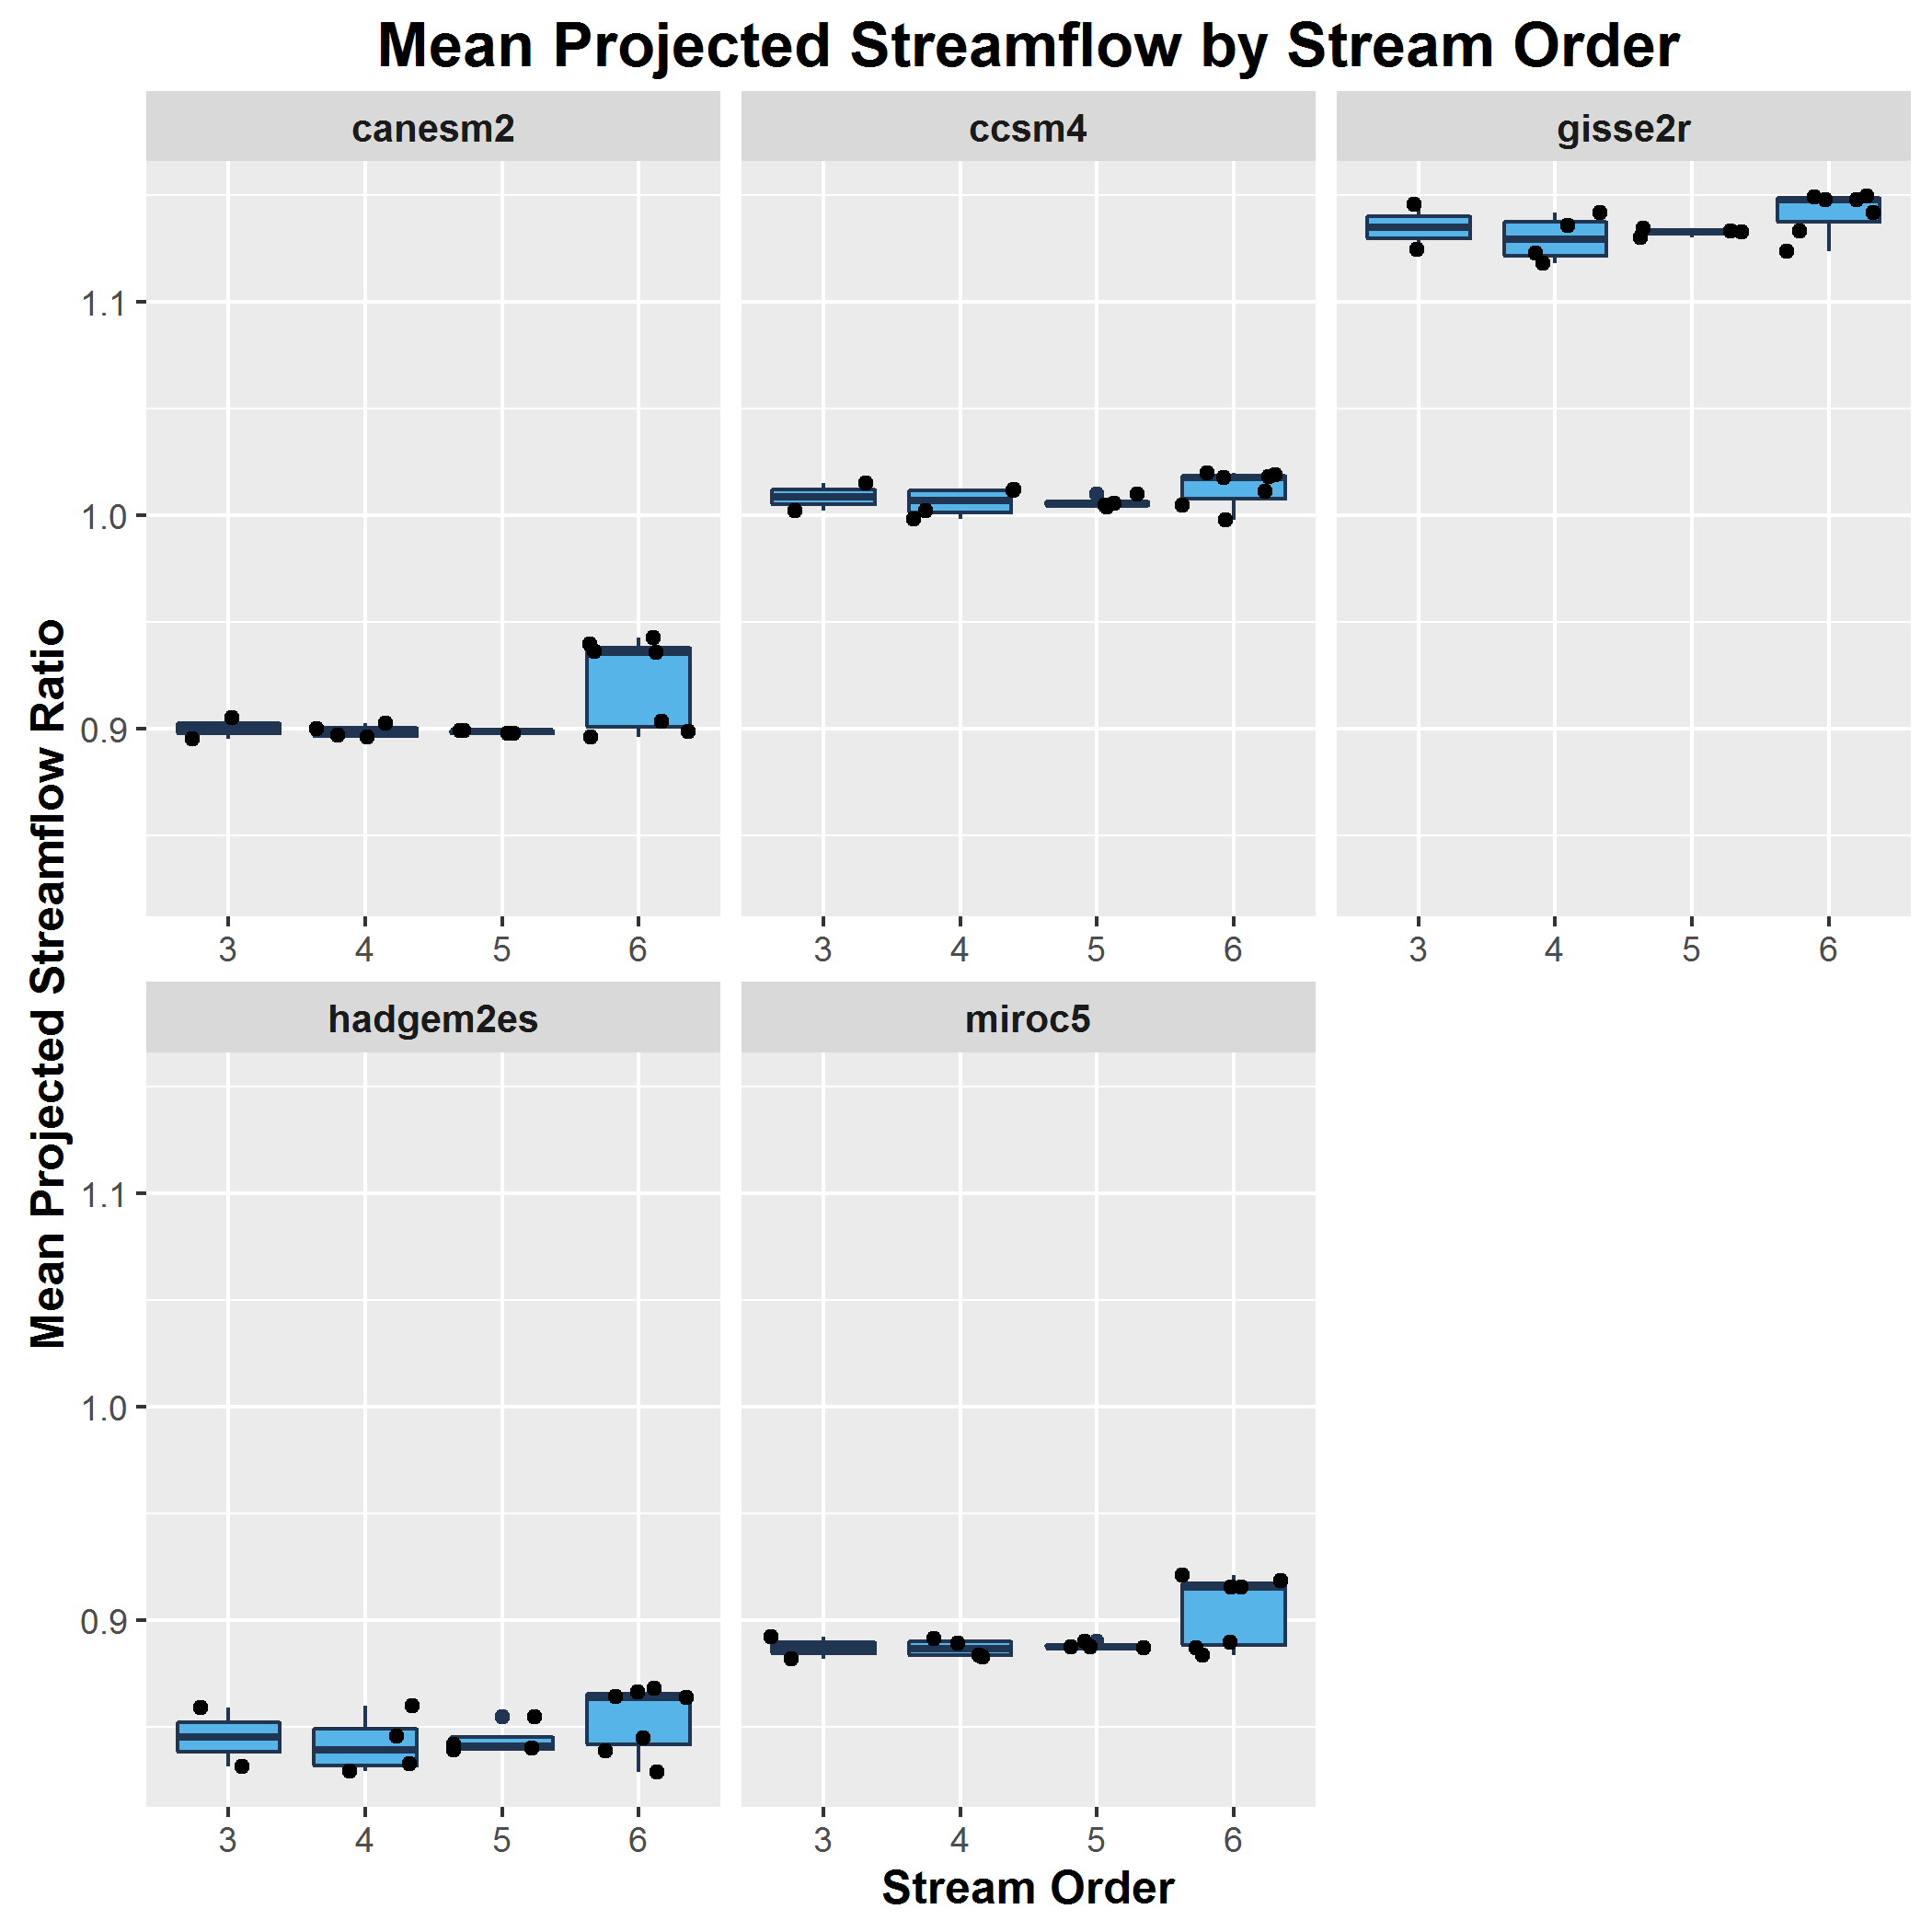 Mean Projected Streamflow by Stream Order
canesm2 ccsm4 gisse2r
Mean Projected Streamflow Ratio
1.1
1.0
0.9
3 4 5 6 3 4 5 6 3 4 5 6
hadgem2es miroc5
1.1
1.0
0.9
3 4 5 6 3 4 5 6
Stream Order